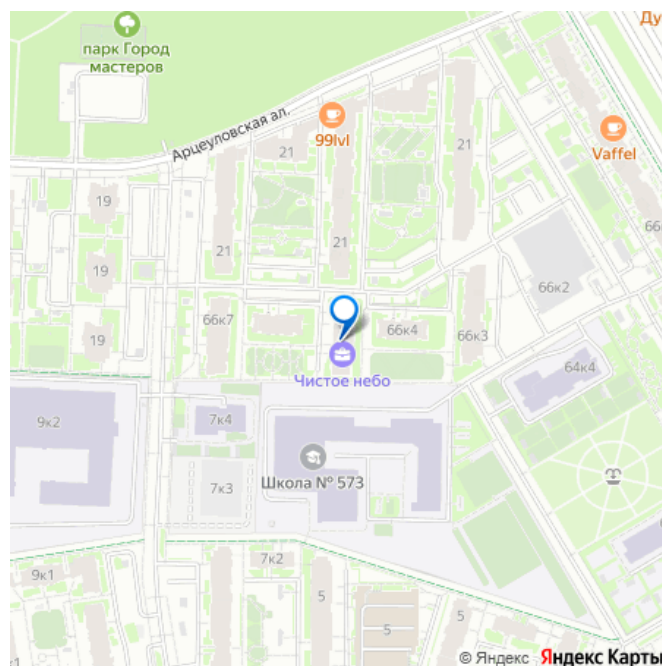 Ду
парк Город
мастеров
Арцеуловская ал.
99lvl
Vaffel
21
21
19
21
21
66
19
66к2
66к7
66к4
66к3
19
Чистое небо
64к4
9к2
7к4
Школа № 573
7к3
7к2
9к1
5
5
5
© Яндекс Яндекс Карты